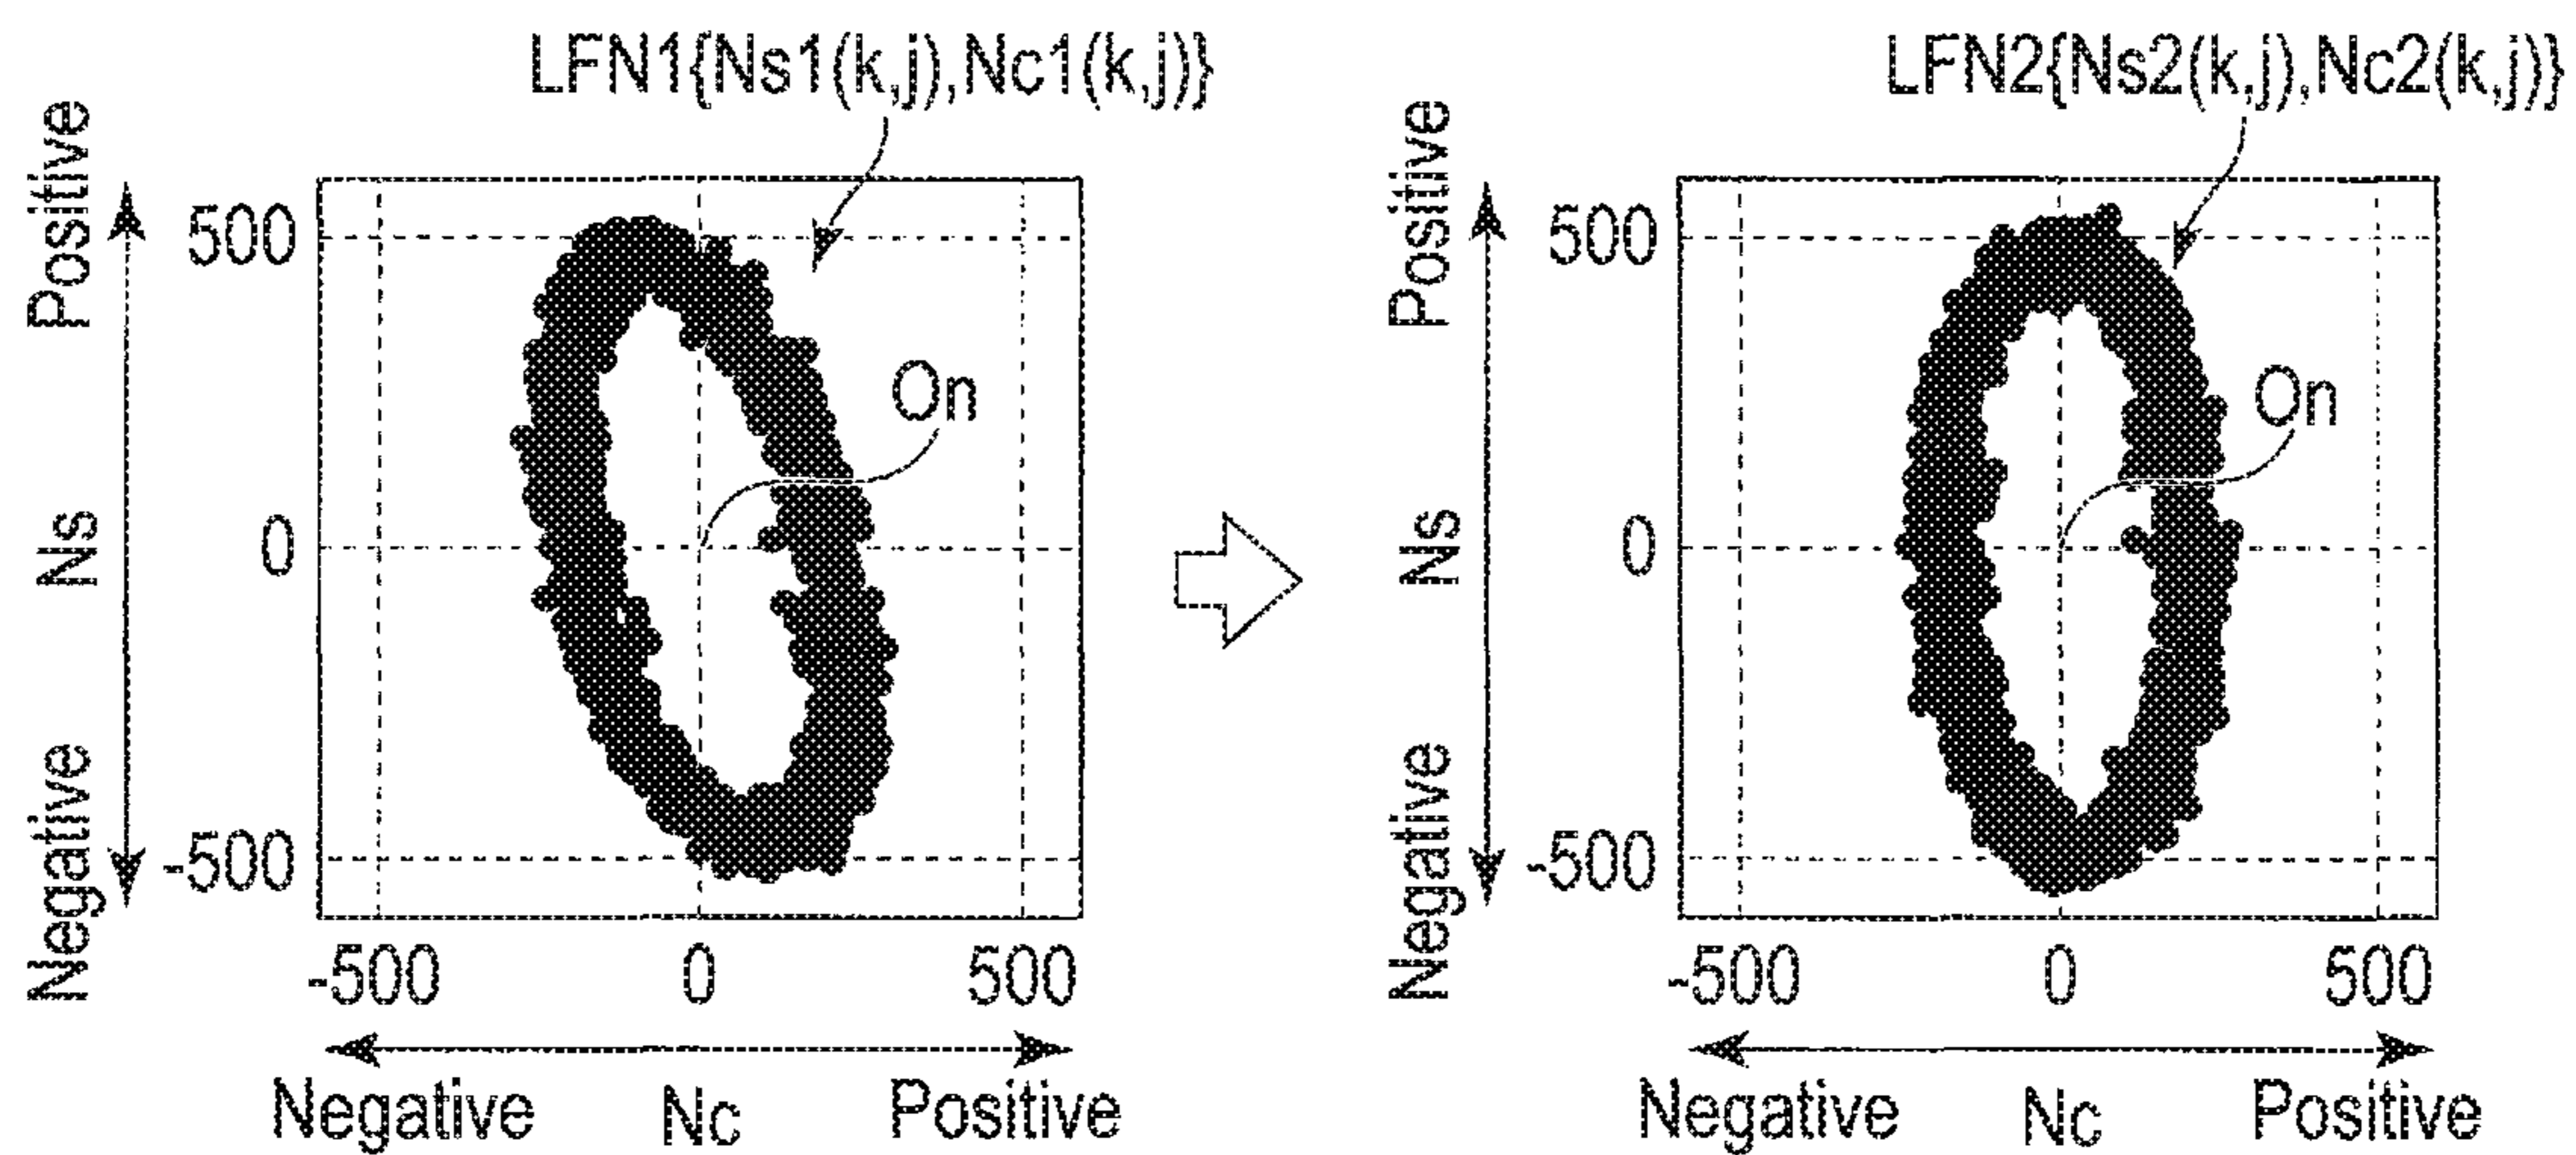 LFN1{Ns1(k,j),Nc1(k,j)}
Positive
Ns
Negative
500
0
-500
On
-500 0 500
Negative Nc Positive
LFN2{Ns2(k,j),Nc2(k,j)}
Positive
Ns
Negative
500
0
-500
On
-500 0 500
Negative Nc Positive